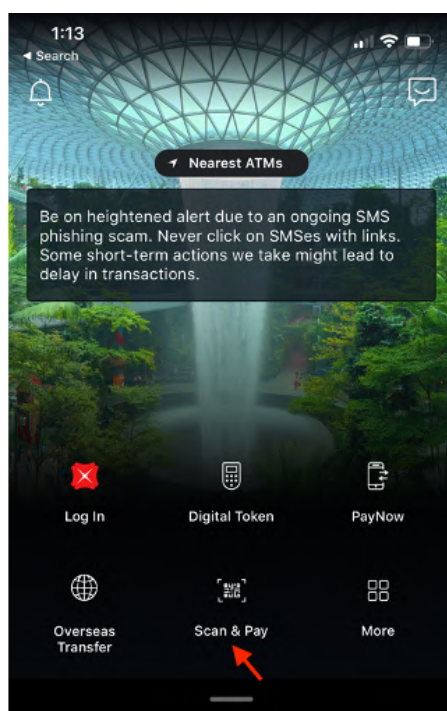 1:13
Search
Nearest ATMs
Be on heightened alert due to an ongoing SMS
phishing scam. Never click on SMSes with links.
Some short-term actions we take might lead to
delay in transactions.
Log In
Digital Token
PayNow
Overseas
Transfer
Scan & Pay
More